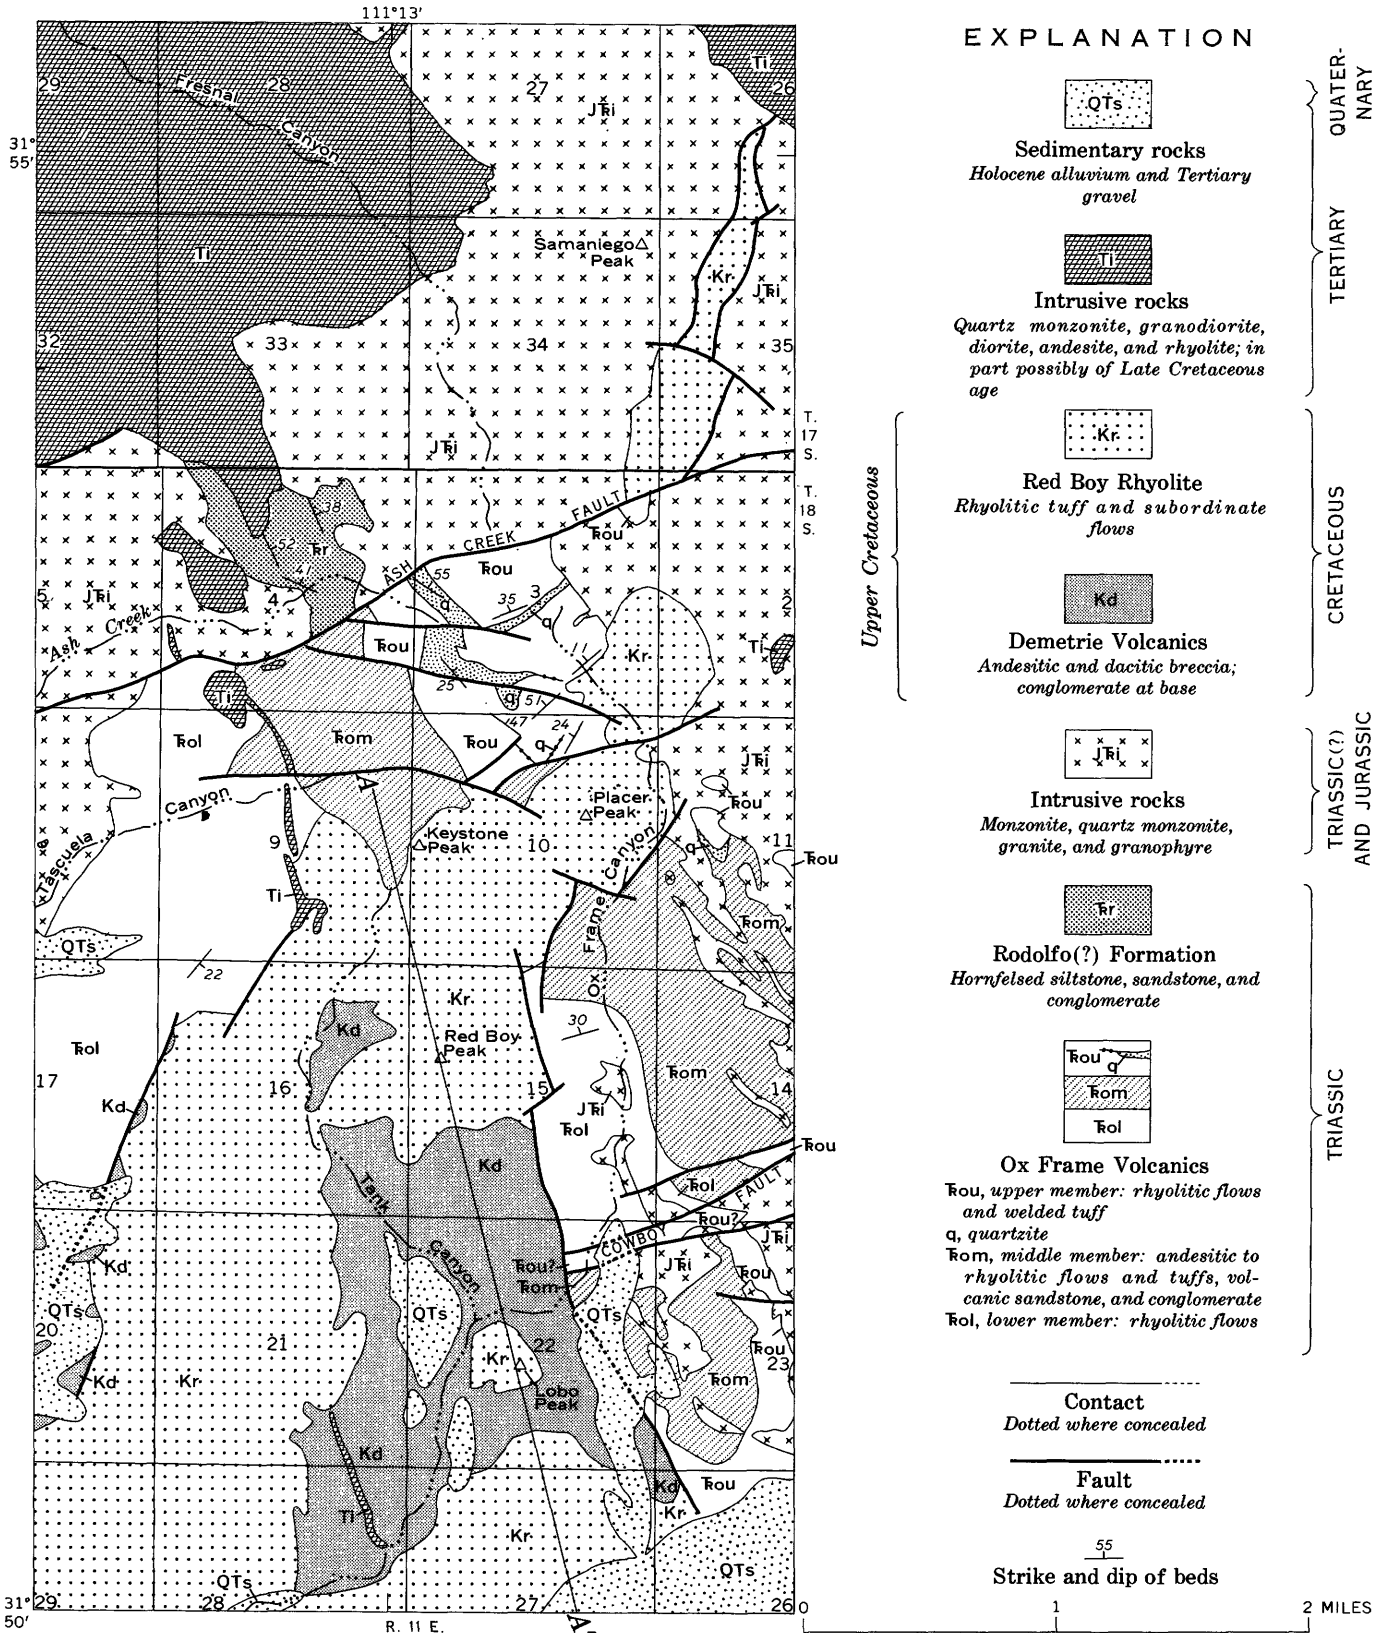 111°13′
29
Fresnal
28
Canyon
27
JTRi
Ti
26
31°
55′
Ti
Samaniego
Peak
Kr
JTRi
32
33
34
35
JTRi
T.
17
S.
T.
18
S.
FAULT
CREEK
ASH
38
52
TRr
41
TRou
TRou
55
35
3
q
q
5
JTRi
4
2
Ash Creek
TRou
11
Kr
Ti
25
q
51
47
24
Ti
TRol
TRom
TRou
q
JTRi
A
Canyon
Placer
Peak
TRou
Tascuela
8
9
Keystone
Peak
10
q
11
TRou
Ox Frame Canyon
Ti
TRom
QTs
22
Kr
Kd
Red Boy
Peak
30
TRol
17
16
15
TRom
14
JTRi
TRol
Kd
TRou
Kd
Tank
Canyon
TRol
FAULT
TRou?
COWBOY
JTRi
Kd
TRou?
TRom
JTRi
TRou
QTs
QTs
QTs
20
21
22
Kr
TRou
23
Kd
Kr
Lobo
Peak
TRom
Kd
Ti
Kd
TRou
Kr
Kr
QTs
QTs
31°
50′
29
28
27
26
R. 11 E.
A′
EXPLANATION
QTs
Sedimentary rocks
Holocene alluvium and Tertiary
gravel
Ti
Intrusive rocks
Quartz monzonite, granodiorite,
diorite, andesite, and rhyolite; in
part possibly of Late Cretaceous
age
Kr
Red Boy Rhyolite
Rhyolitic tuff and subordinate
flows
Kd
Demetrie Volcanics
Andesitic and dacitic breccia;
conglomerate at base
Upper Cretaceous
JTRi
Intrusive rocks
Monzonite, quartz monzonite,
granite, and granophyre
TRr
Rodolfo(?) Formation
Hornfelsed siltstone, sandstone, and
conglomerate
TRou
q
TRom
TRol
Ox Frame Volcanics
TRou, upper member: rhyolitic flows
and welded tuff
q, quartzite
TRom, middle member: andesitic to
rhyolitic flows and tuffs, vol-
canic sandstone, and conglomerate
TRol, lower member: rhyolitic flows
Contact
Dotted where concealed
Fault
Dotted where concealed
55
Strike and dip of beds
QUATER-
NARY
TERTIARY
CRETACEOUS
TRIASSIC(?)
AND JURASSIC
TRIASSIC
0 1 2 MILES